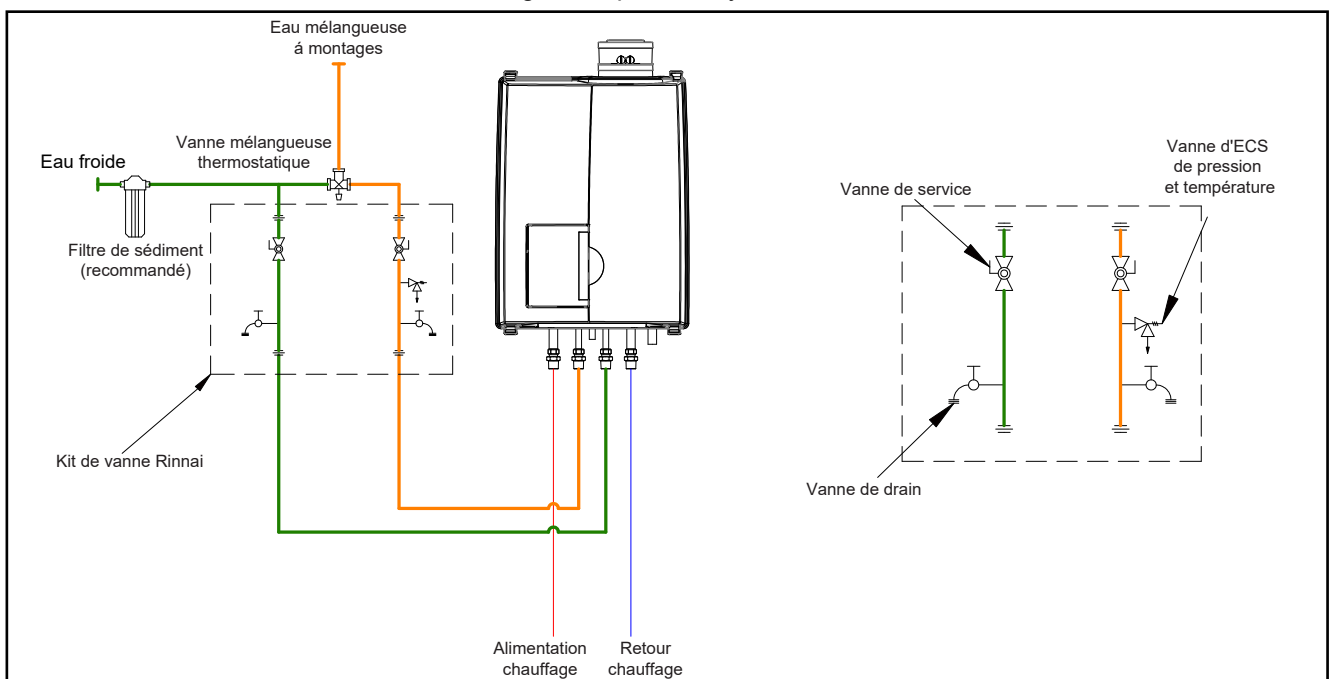 Eau mélangueuse
á montages
Vanne mélangueuse
thermostatique
Eau froide
Filtre de sédiment
(recommandé)
Kit de vanne Rinnai
Alimentation
chauffage
Retour
chauffage
Vanne de service
Vanne d'ECS
de pression
et température
Vanne de drain